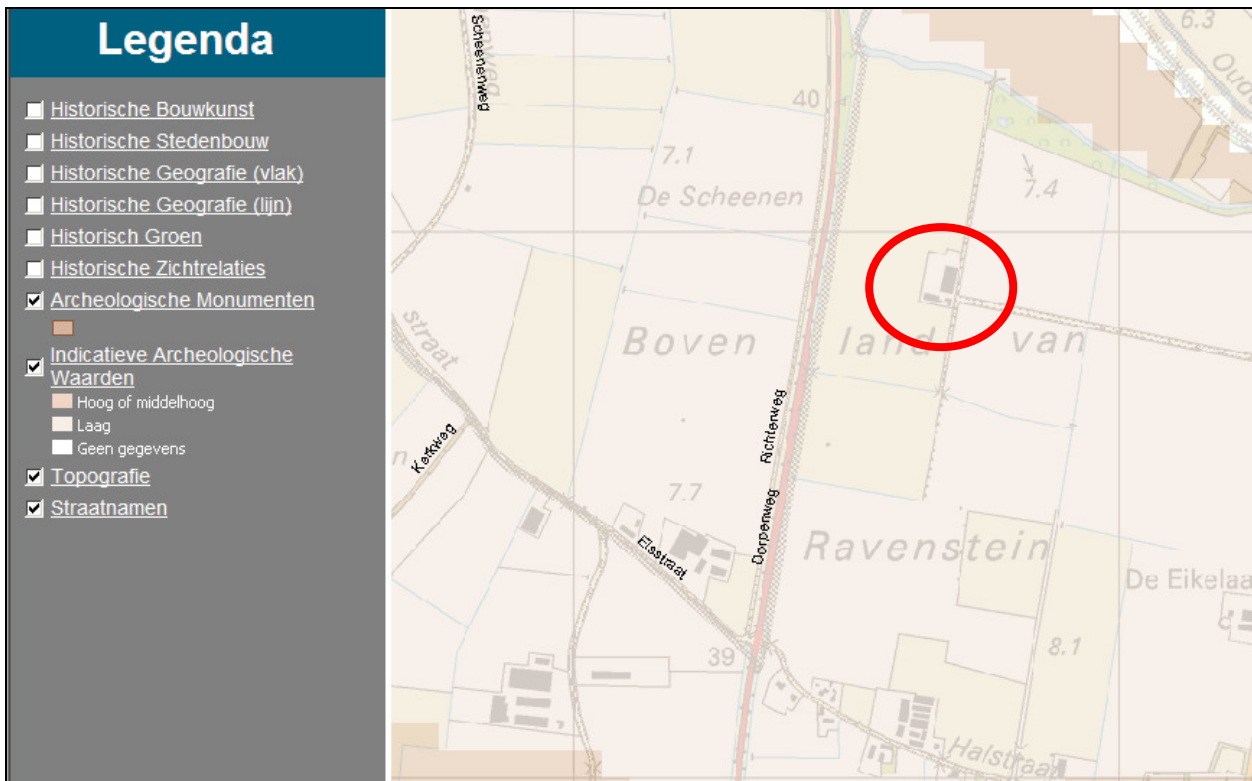 Legenda
Historische Bouwkunst
Historische Stedenbouw
Historische Geografie (vlak)
Historische Geografie (lijn)
Historisch Groen
Historische Zichtrelaties
Archeologische Monumenten
Indicatieve Archeologische
Waarden
Hoog of middelhoog
Laag
Geen gegevens
Topografie
Straatnamen
Scheenenweg
6.3
Oud
40
7.1
De Scheenen
7.4
straat
Boven land van
Kerkweg
Richterweg
7.7
Dorpenweg
Elsstraat
Ravenstein
De Eikelaa
8.1
39
Halstraat